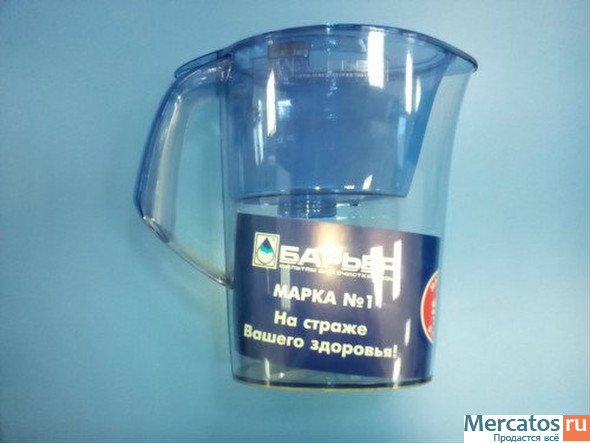 БАРЬЕР
МАРКА №1
На страже
Вашего здоровья!
Mercatos.ru
Продастся всё